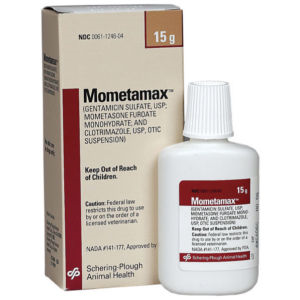 NDC 0061-1246-04
15 g
Mometamax™
(GENTAMICIN SULFATE, USP;
MOMETASONE FUROATE
MONOHYDRATE; AND
CLOTRIMAZOLE, USP, OTIC
SUSPENSION)
Keep Out of Reach
of Children.
Caution: Federal law
restricts this drug to use
by or on the order of a
licensed veterinarian.
NADA #141-177, Approved by
Schering-Plough
Animal Health
15 g
Mometamax™
(GENTAMICIN SULFATE, USP;
MOMETASONE FUROATE MONO-
HYDRATE; AND CLOTRIMAZOLE,
USP, OTIC SUSPENSION)
Keep Out of Reach of Children.
Caution: Federal law restricts this
drug to use by or on the order of a
licensed veterinarian.
NADA #141-177, Approved by FDA.
Schering-Plough
Animal Health